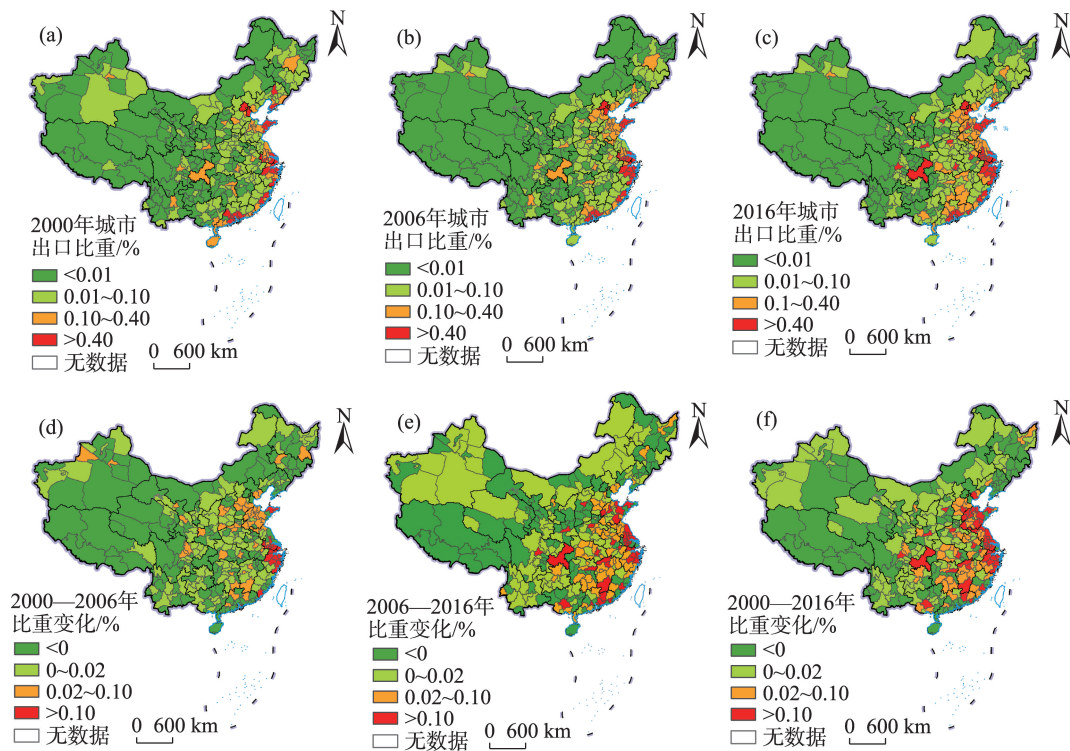 (a)
N
2000年城市
出口比重/%
<0.01
0.01~0.10
0.10~0.40
>0.40
无数据
0 600 km
(b)
N
2006年城市
出口比重/%
<0.01
0.01~0.10
0.10~0.40
>0.40
无数据
0 600 km
(c)
N
2016年城市
出口比重/%
<0.01
0.01~0.10
0.1~0.40
>0.40
无数据
0 600 km
(d)
N
2000—2006年
比重变化/%
<0
0~0.02
0.02~0.10
>0.10
无数据
0 600 km
(e)
N
2006—2016年
比重变化/%
<0
0~0.02
0.02~0.10
>0.10
无数据
0 600 km
(f)
N
2000—2016年
比重变化/%
<0
0~0.02
0.02~0.10
>0.10
无数据
0 600 km